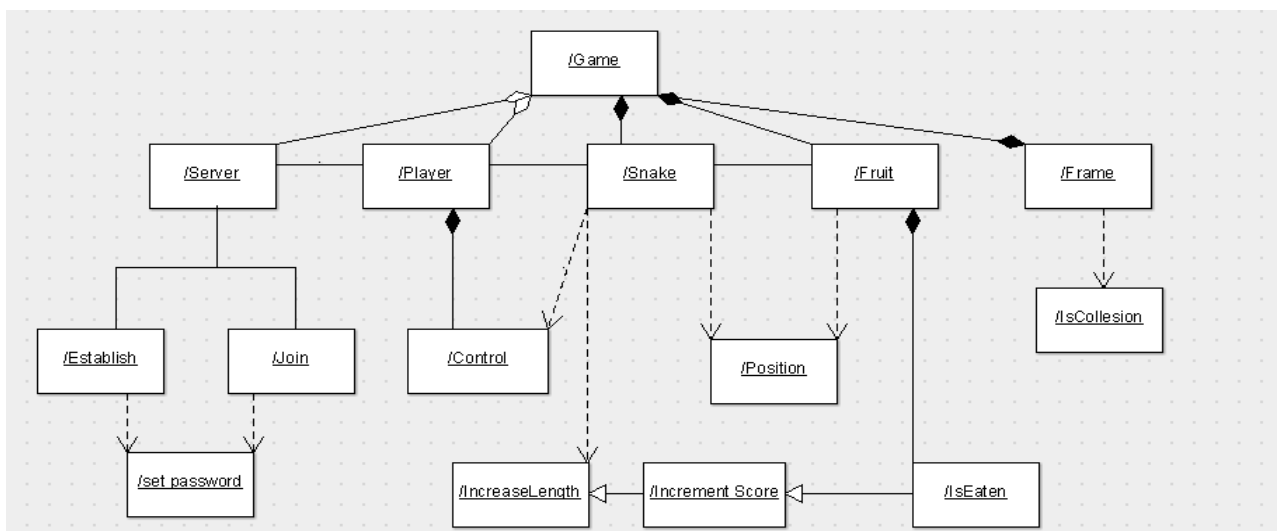 /Game
/Server
/Player
/Snake
/Fruit
/Frame
/IsCollesion
/Establish
/Join
/Control
/Position
/set password
/IncreaseLength
/Increment Score
/IsEaten